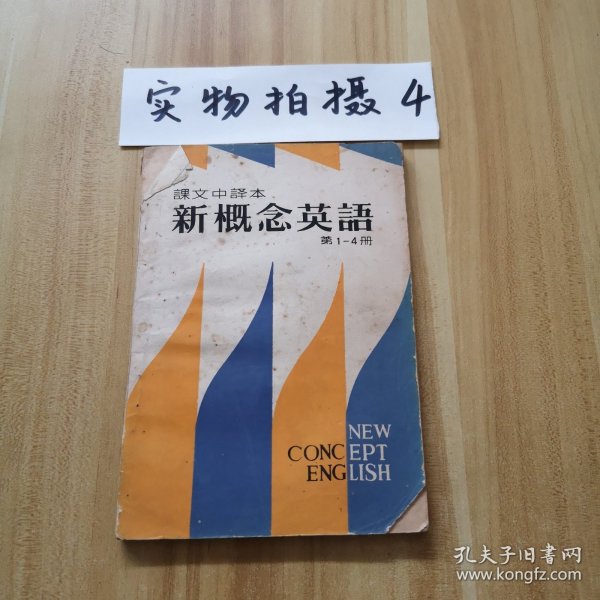 实物拍摄4
課文中譯本
新概念英語
第1-4册
NEW
CONCEPT
ENGLISH
孔夫子旧书网
www.kongfz.com